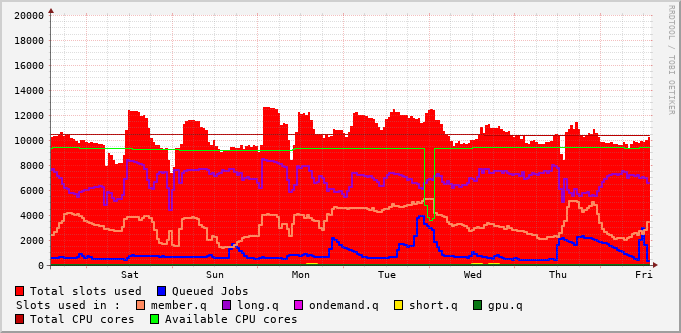 RRDTOOL / TOBI OETIKER
20000
18000
16000
14000
12000
10000
8000
6000
4000
2000
0
Sat Sun Mon Tue Wed Thu Fri
Total slots used Queued Jobs
Slots used in : member.q long.q ondemand.q short.q gpu.q
Total CPU cores Available CPU cores